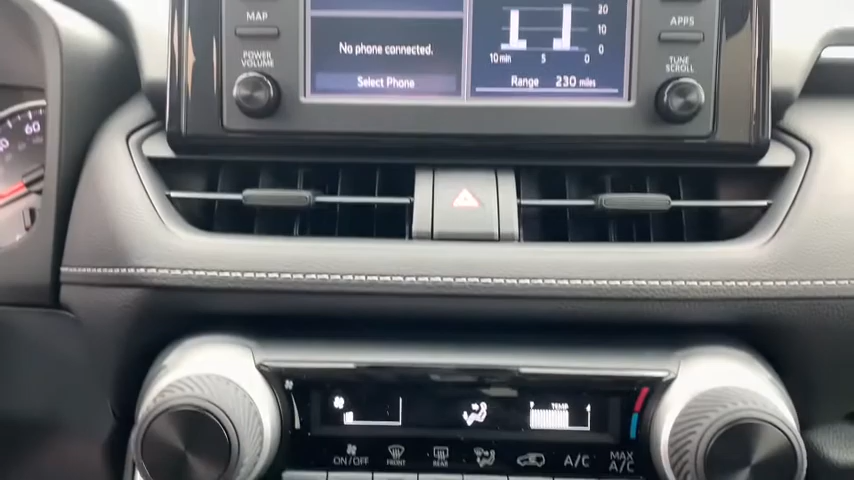 MAP
POWER
VOLUME
No phone connected.
Select Phone
20
10
0
10 min
5
0
Range
230 miles
APPS
TUNE
SCROLL
60
TEMP
ON/OFF
FRONT
REAR
A/C
MAX
A/C